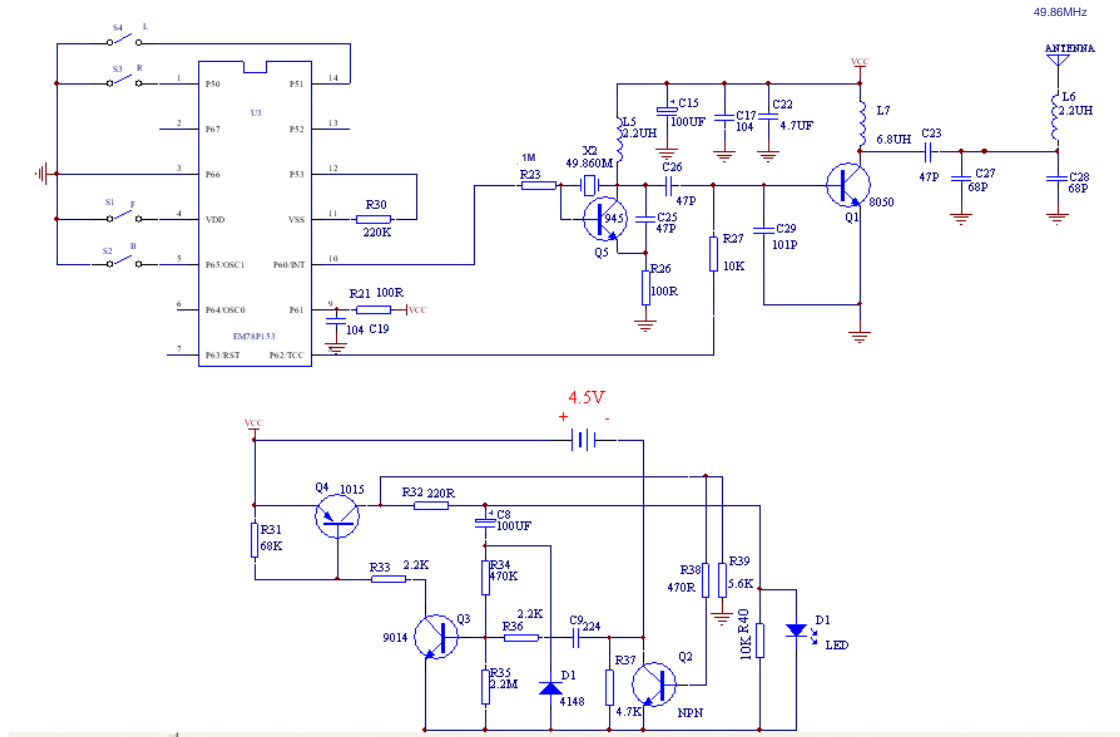 49.86MHz
S4 L
ANTENNA
VCC
S3 R
1 P50 P51 14
U3
L6
2.2UH
C15
100UF
C22
4.7UF
C17
104
L7
6.8UH
L5
2.2UH
2 P67 P52 13
C23
47P
1M
R23
X2
49.860M
C26
47P
3 P66 P53 12
C27
68P
C28
68P
8050
Q1
S1 F
R30
220K
945
Q5
C25
47P
4 VDD VSS 11
C29
101P
R27
10K
S2 B
5 P65/OSC1 P60/INT 10
R26
100R
R21 100R
6 P64/OSC0 P61 9
VCC
104 C19
EM78P153
7 P63/RST P62/TCC 8
4.5V
+ -
VCC
Q4 1015
R32 220R
+
C8
100UF
R31
68K
R33 2.2K
R34
470K
R38
470R
R39
5.6K
2.2K
R36
C9
224
Q3
9014
D1
LED
R40
10K
R35
2.2M
D1
4148
R37
4.7K
Q2
NPN